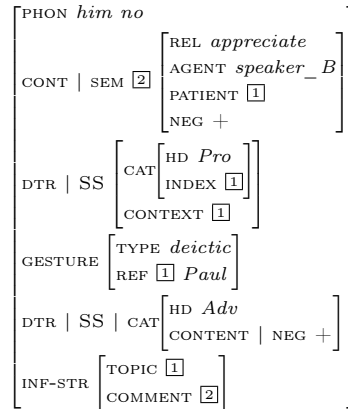 PHON him no
CONT | SEM 2
REL appreciate
AGENT speaker_B
PATIENT 1
NEG +
DTR | SS
CAT
HD Pro
INDEX 1
CONTEXT 1
GESTURE
TYPE deictic
REF 1 Paul
DTR | SS | CAT
HD Adv
CONTENT | NEG +
INF-STR
TOPIC 1
COMMENT 2